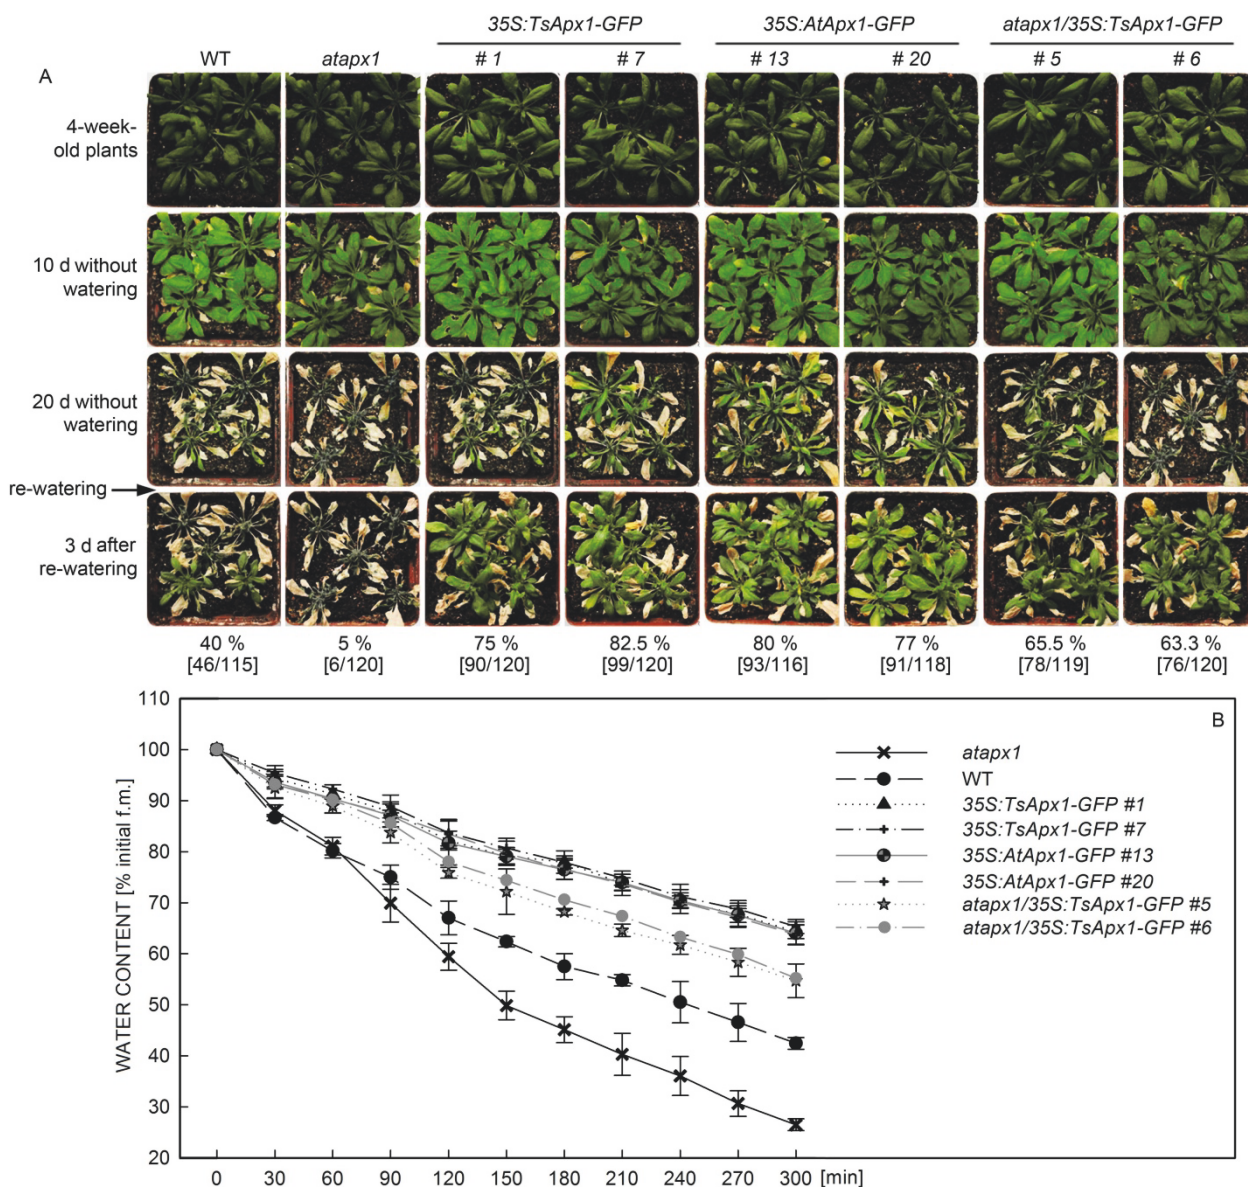 35S:TsApx1-GFP 35S:AtApx1-GFP atapx1/35S:TsApx1-GFP
A WT atapx1 # 1 # 7 # 13 # 20 # 5 # 6
4-week-
old plants
10 d without
watering
20 d without
watering
re-watering
3 d after
re-watering
40 % 5 % 75 % 82.5 % 80 % 77 % 65.5 % 63.3 %
[46/115] [6/120] [90/120] [99/120] [93/116] [91/118] [78/119] [76/120]
B
WATER CONTENT [% initial f.m.]
110
100
90
80
70
60
50
40
30
20
atapx1
WT
35S:TsApx1-GFP #1
35S:TsApx1-GFP #7
35S:AtApx1-GFP #13
35S:AtApx1-GFP #20
atapx1/35S:TsApx1-GFP #5
atapx1/35S:TsApx1-GFP #6
0 30 60 90 120 150 180 210 240 270 300 [min]